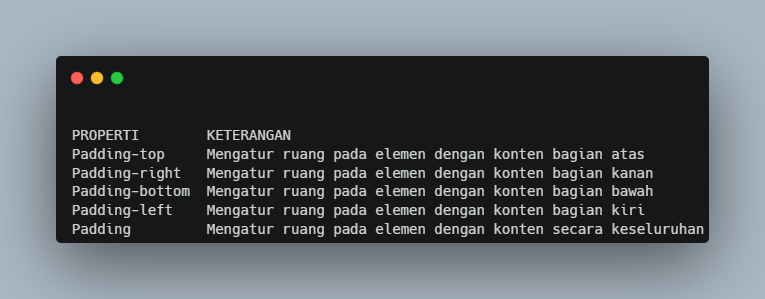 PROPERTI KETERANGAN
Padding-top Mengatur ruang pada elemen dengan konten bagian atas
Padding-right Mengatur ruang pada elemen dengan konten bagian kanan
Padding-bottom Mengatur ruang pada elemen dengan konten bagian bawah
Padding-left Mengatur ruang pada elemen dengan konten bagian kiri
Padding Mengatur ruang pada elemen dengan konten secara keseluruhan